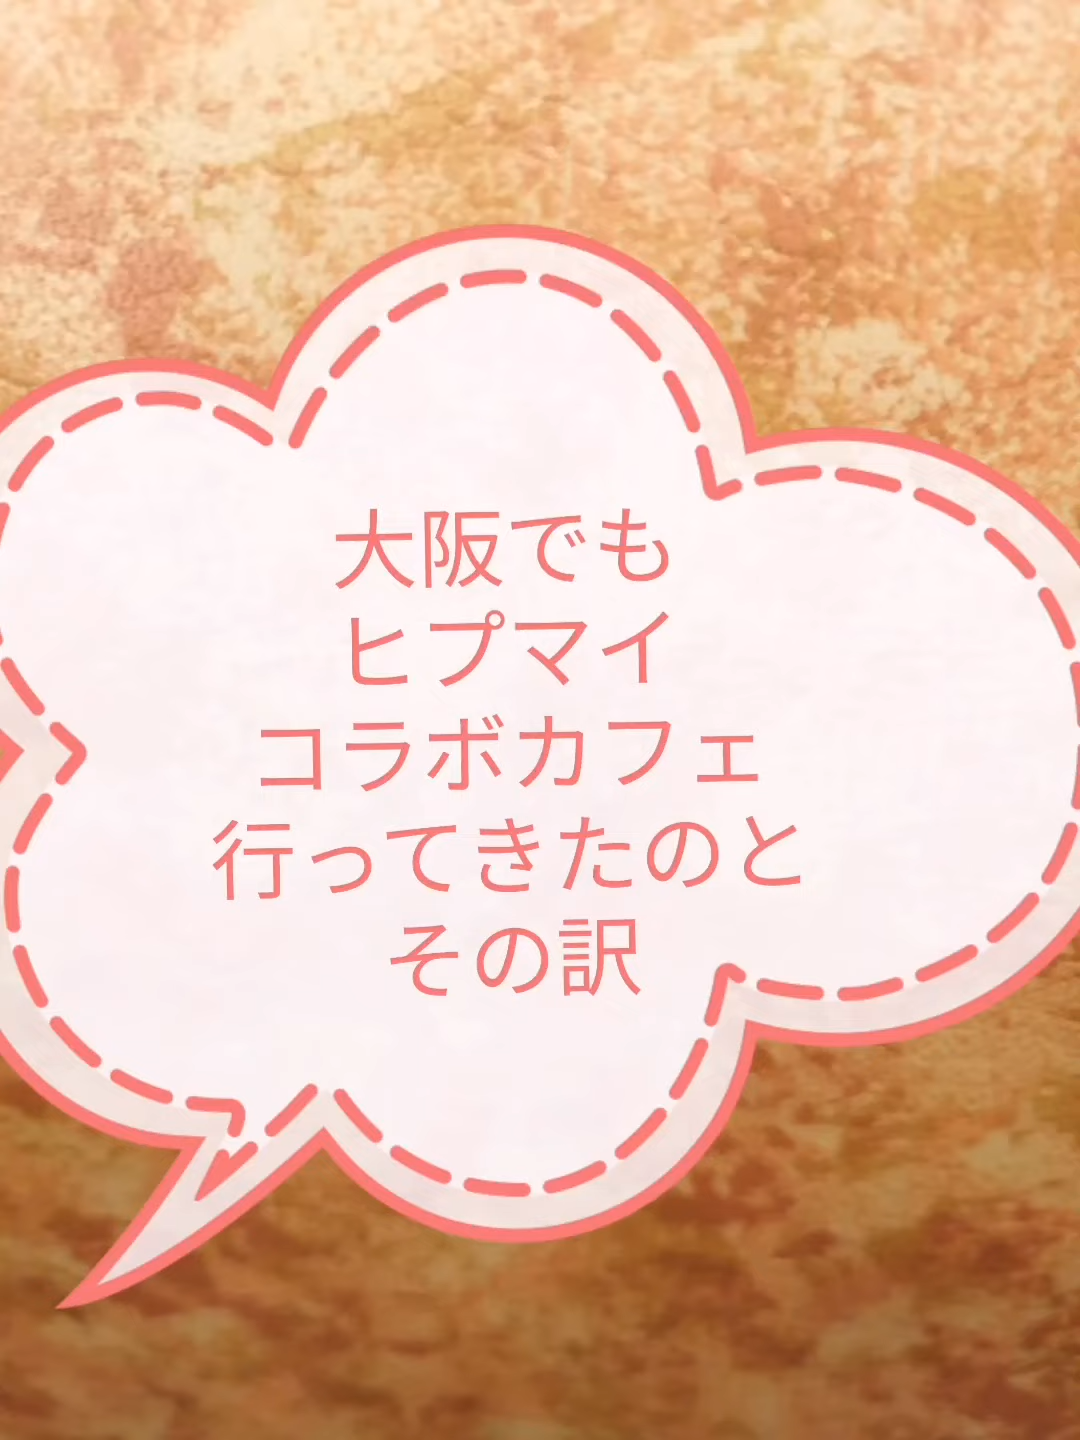 大阪でも
ヒプマイ
コラボカフェ
行ってきたのと
その訳